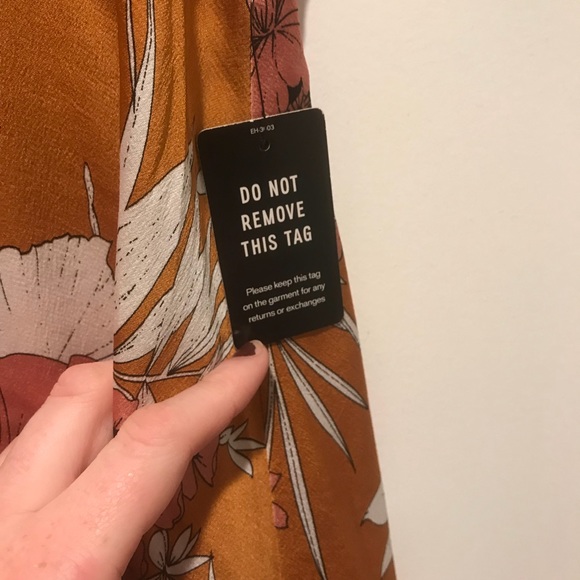 DO NOT
REMOVE
THIS TAG
Please keep this tag
on the garment for any
returns or exchanges